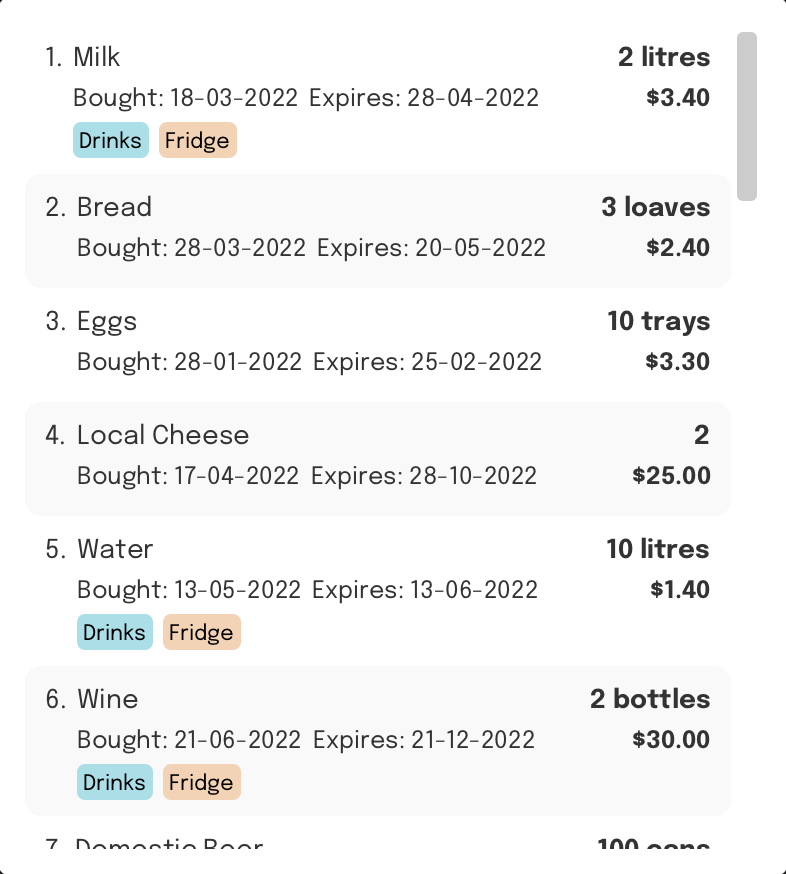 1. Milk 2 litres
Bought: 18-03-2022 Expires: 28-04-2022 $3.40
Drinks Fridge
2. Bread 3 loaves
Bought: 28-03-2022 Expires: 20-05-2022 $2.40
3. Eggs 10 trays
Bought: 28-01-2022 Expires: 25-02-2022 $3.30
4. Local Cheese 2
Bought: 17-04-2022 Expires: 28-10-2022 $25.00
5. Water 10 litres
Bought: 13-05-2022 Expires: 13-06-2022 $1.40
Drinks Fridge
6. Wine 2 bottles
Bought: 21-06-2022 Expires: 21-12-2022 $30.00
Drinks Fridge
7. Domestic Beer 100 cans